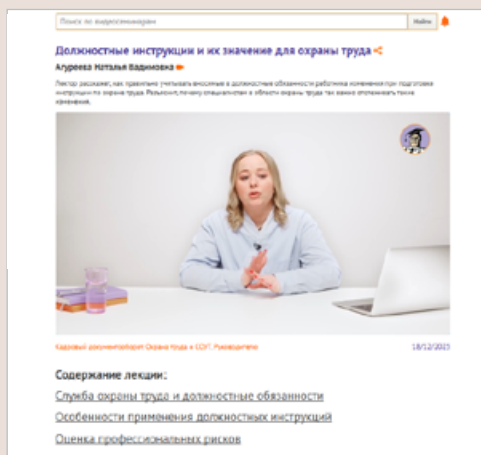 Поиск по видеосеминарам
Найти
Должностные инструкции и их значение для охраны труда
Агуреева Наталья Вадимовна
Лектор расскажет, как правильно учитывать вносимые в должностные обязанности работника изменения при подготовке
инструкции по охране труда. Разъяснит, почему специалистам в области охраны труда так важно отслеживать такие
изменения.
Кадровый документооборот, Охрана труда и СОУТ, Руководителю
18/12/2023
Содержание лекции:
Служба охраны труда и должностные обязанности
Особенности применения должностных инструкций
Оценка профессиональных рисков